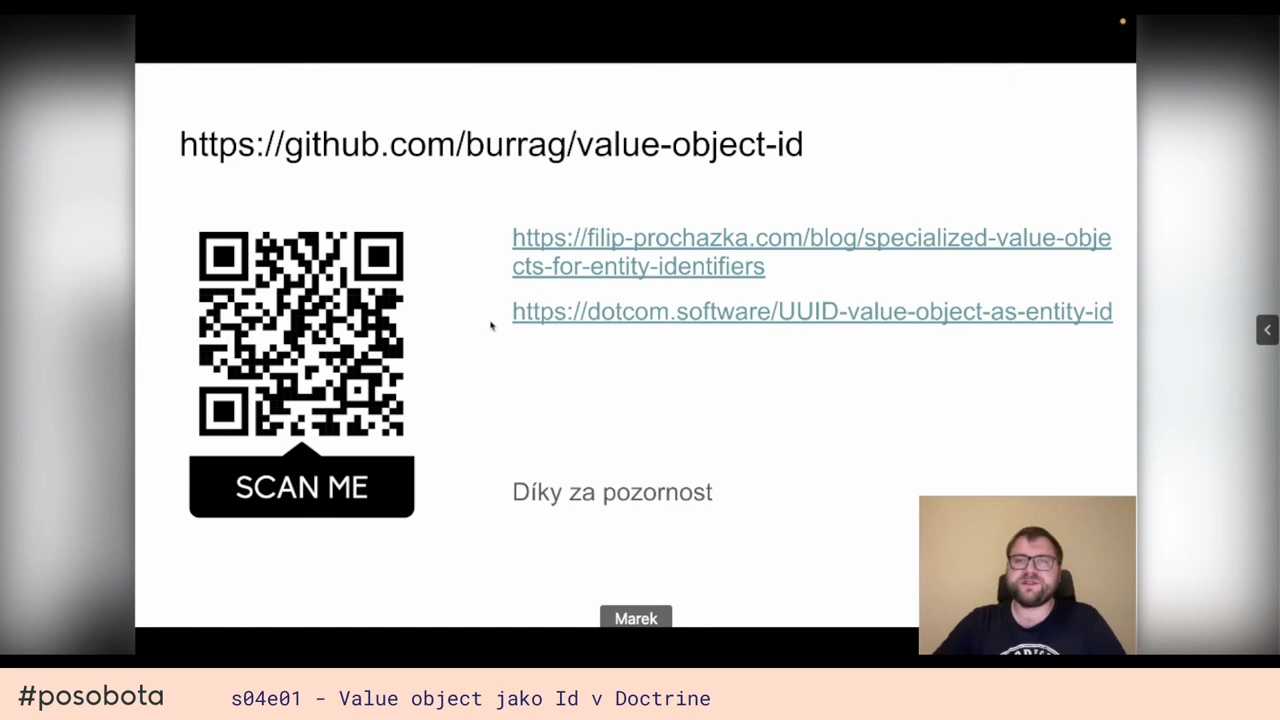 https://github.com/burrag/value-object-id
https://filip-prochazka.com/blog/specialized-value-obje
cts-for-entity-identifiers
https://dotcom.software/UUID-value-object-as-entity-id
SCAN ME
Díky za pozornost
Marek
#posobota
s04e01 - Value object jako Id v Doctrine